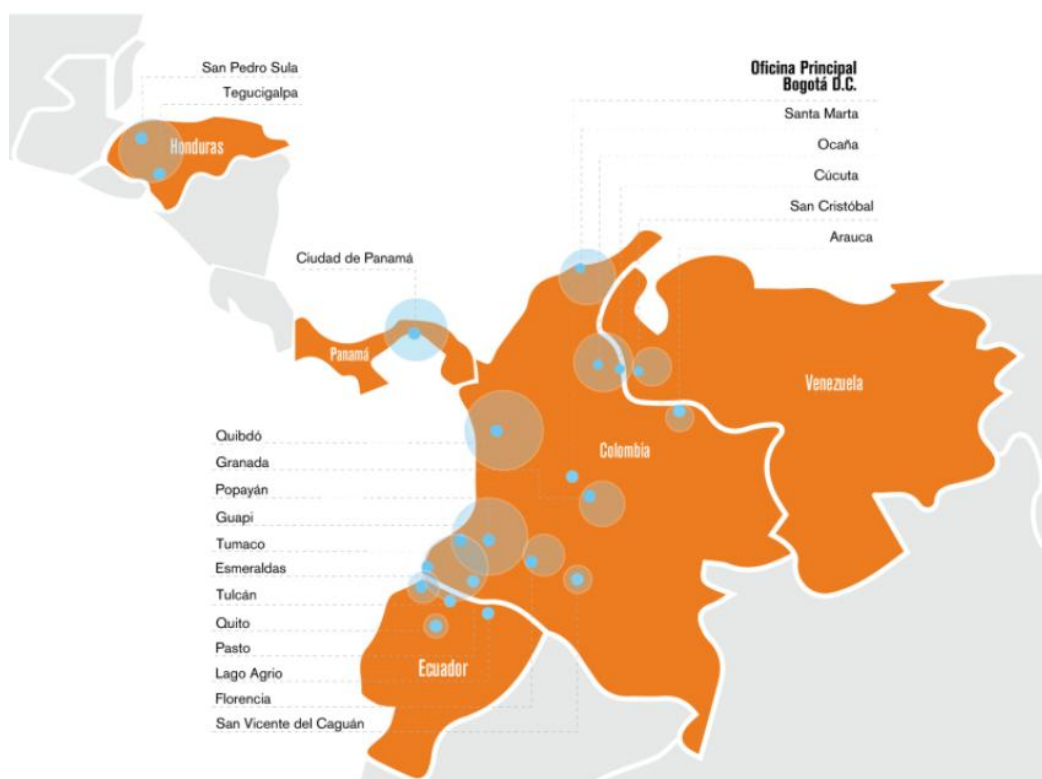 San Pedro Sula
Tegucigalpa
Honduras
Oficina Principal
Bogotá D.C.
Santa Marta
Ocaña
Cúcuta
San Cristóbal
Arauca
Ciudad de Panamá
Panamá
Venezuela
Colombia
Quibdó
Granada
Popayán
Guapi
Tumaco
Esmeraldas
Tulcán
Quito
Pasto
Lago Agrio
Florencia
San Vicente del Caguán
Ecuador